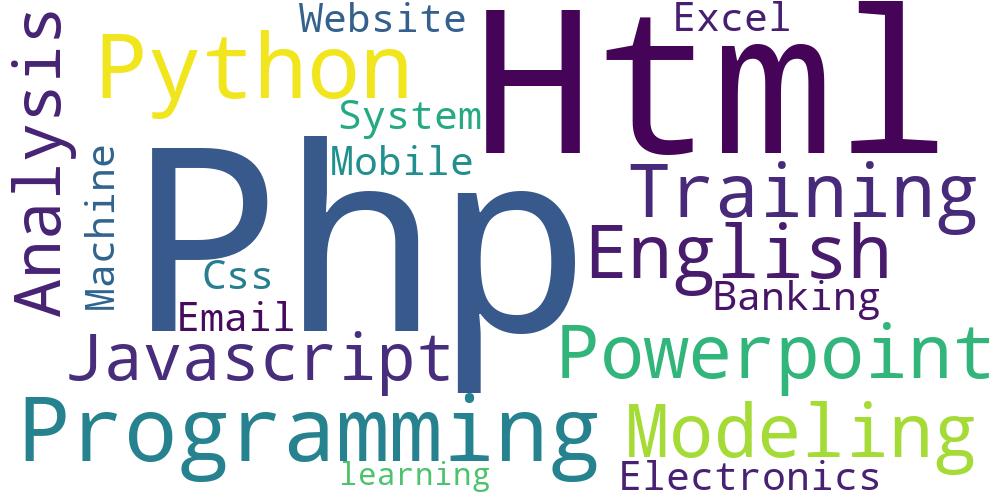 Website
Excel
Html
Python
Analysis
System
Mobile
Machine
Php
Training
English
Css
Banking
Email
Javascript
Powerpoint
Programming
Modeling
learning
Electronics